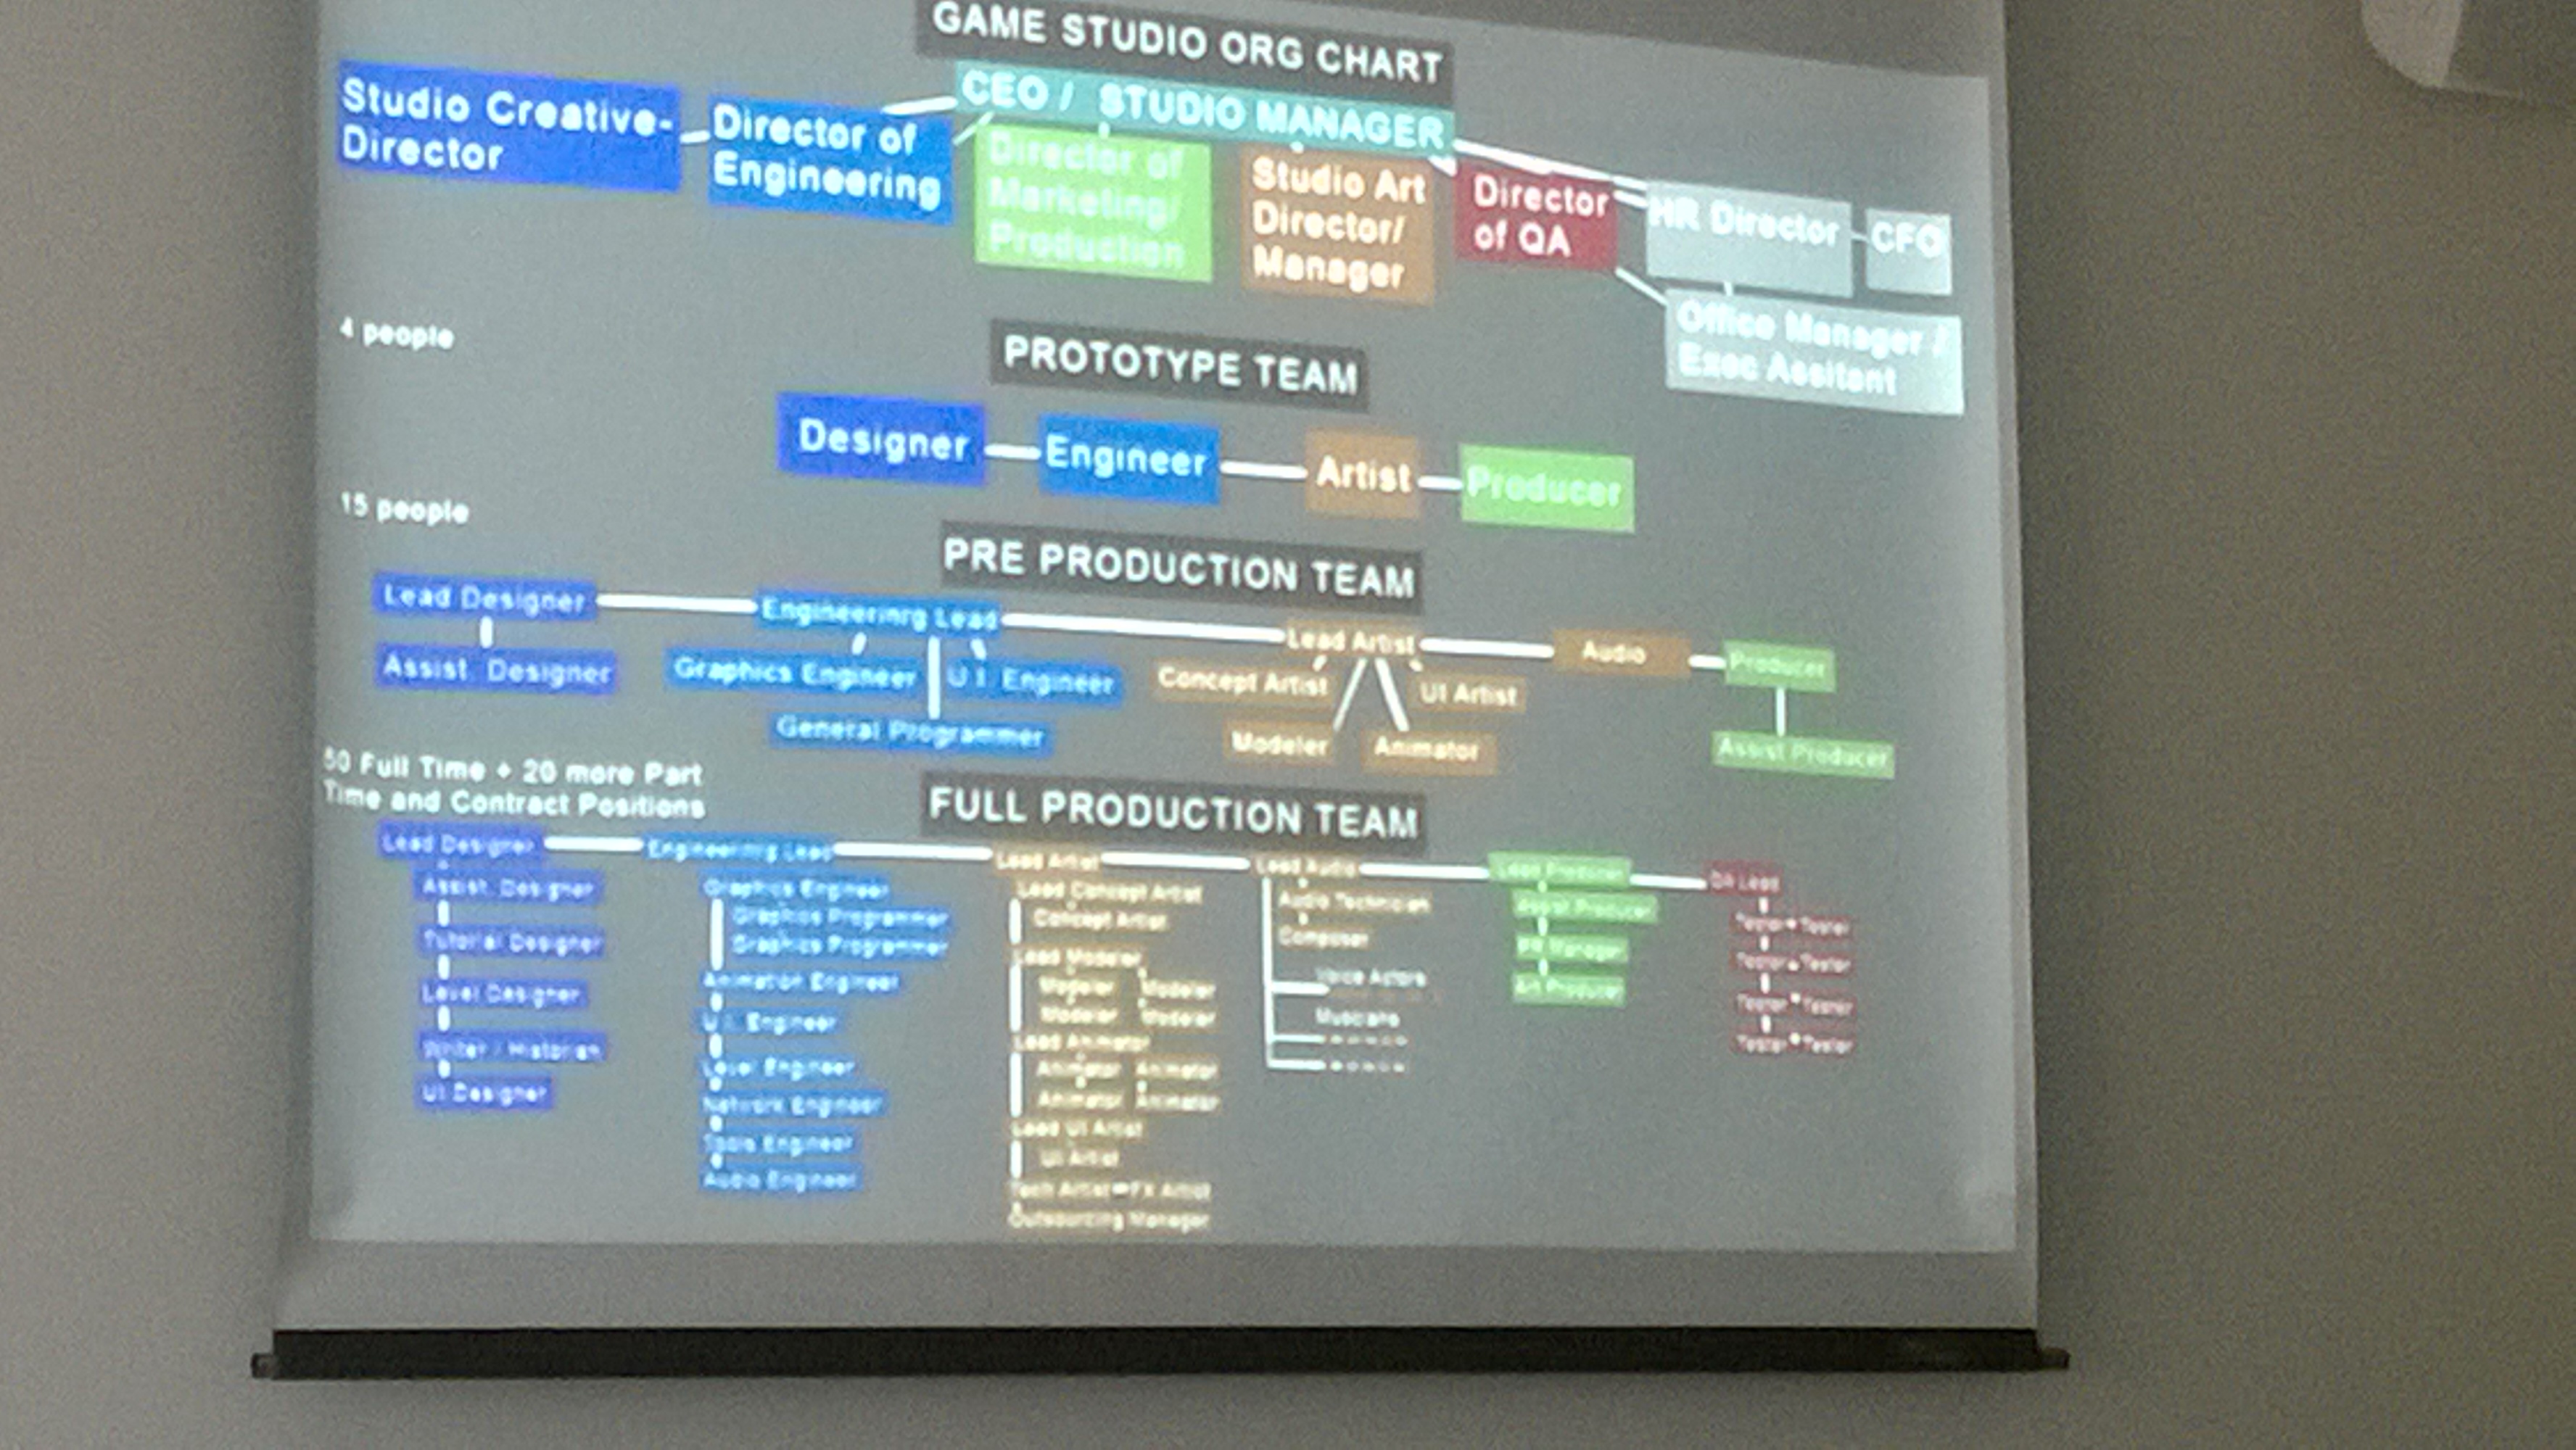 GAME STUDIO ORG CHART
CEO / STUDIO MANAGER
Studio Creative-
Director
Director of
Engineering
Director of
Marketing/
Production
Studio Art
Director/
Manager
Director
of QA
HR Director
CFO
Office Manager /
Exec Assitant
4 people
PROTOTYPE TEAM
Designer
Engineer
Artist
Producer
15 people
PRE PRODUCTION TEAM
Lead Designer
Assist. Designer
Engineerinrg Lead
Graphics Engineer
U.I. Engineer
General Programmer
Lead Artist
Concept Artist
UI Artist
Modeler
Animator
Audio
Producer
Assist Producer
50 Full Time + 20 more Part
Time and Contract Positions
FULL PRODUCTION TEAM
Lead Designer
Assist. Designer
Tutorial Designer
Level Designer
Writer / Historian
UI Designer
Engineerinrg Lead
Graphics Engineer
Graphics Programmer
Graphics Programmer
Animation Engineer
U.I. Engineer
Level Engineer
Network Engineer
Tools Engineer
Audio Engineer
Lead Artist
Lead Concept Artist
Concept Artist
Lead Modeler
Modeler Modeler
Modeler Modeler
Lead Animator
Animator Animator
Animator Animator
Lead UI Artist
UI Artist
Tech Artist FX Artist
Outsourcing Manager
Lead Audio
Audio Technician
Composer
Voice Actors
Musicians
Lead Producer
Assist Producer
Manager
Producer
QA Lead
Tester Tester
Tester Tester
Tester Tester
Tester Tester